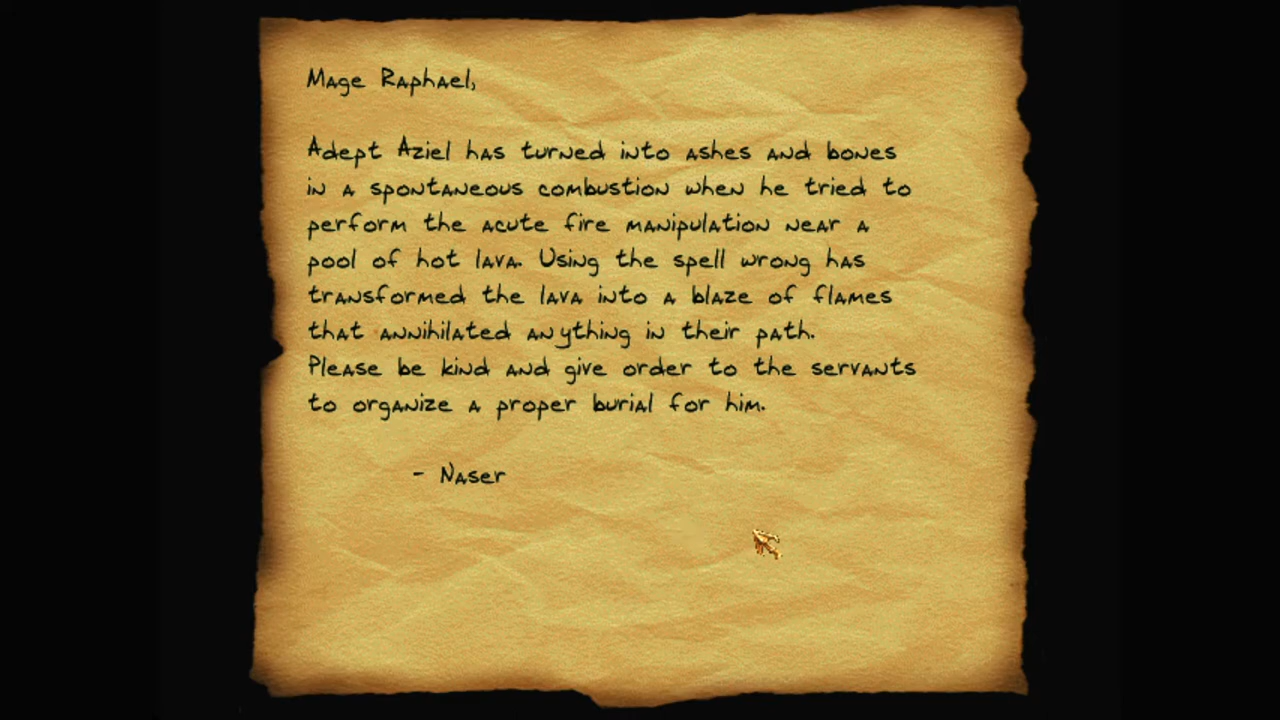 Mage Raphael,
Adept Aziel has turned into ashes and bones
in a spontaneous combustion when he tried to
perform the acute fire manipulation near a
pool of hot lava. Using the spell wrong has
transformed the lava into a blaze of flames
that annihilated anything in their path.
Please be kind and give order to the servants
to organize a proper burial for him.
- Naser